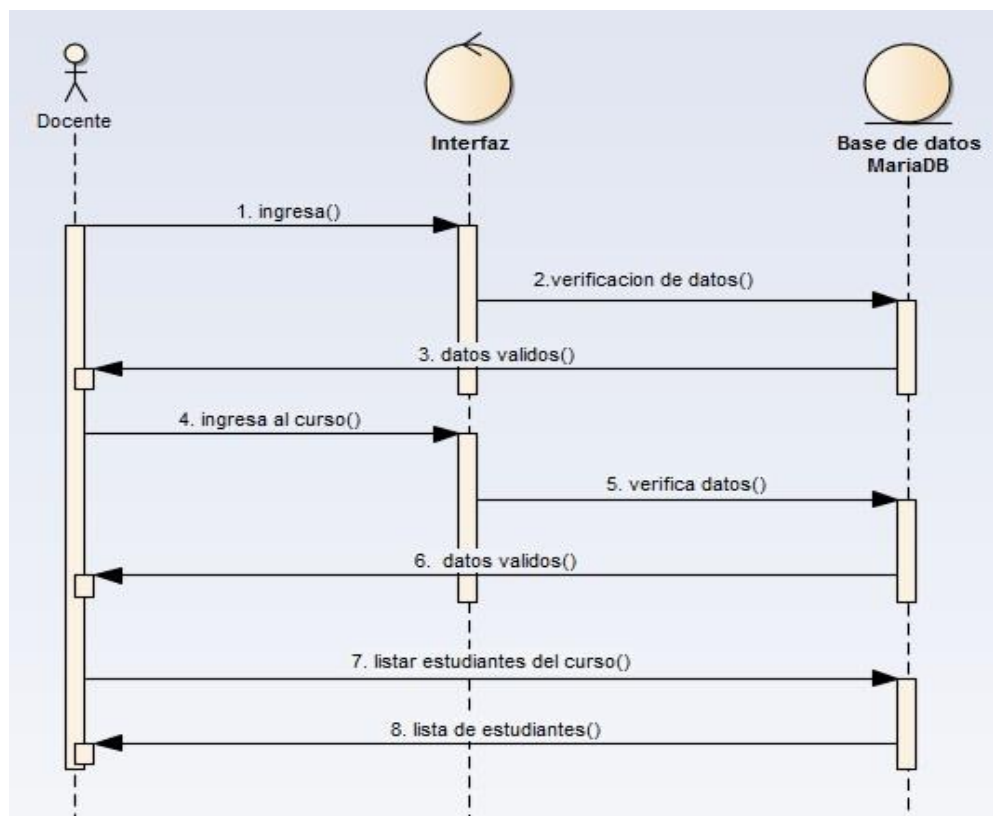 Docente
Interfaz
Base de datos
MariaDB
1. ingresa()
2.verificacion de datos()
3. datos validos()
4. ingresa al curso()
5. verifica datos()
6.  datos validos()
7. listar estudiantes del curso()
8. lista de estudiantes()